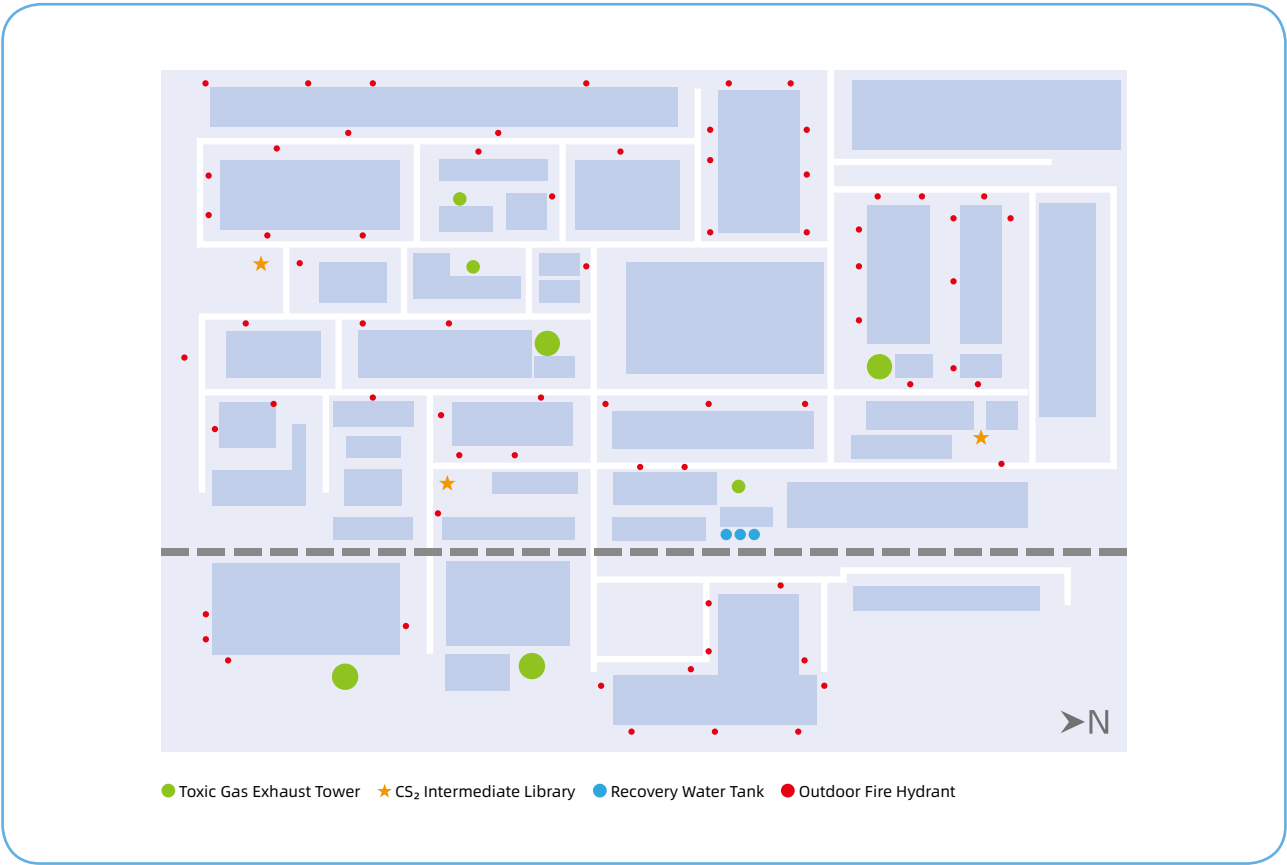 N
Toxic Gas Exhaust Tower CS₂ Intermediate Library Recovery Water Tank Outdoor Fire Hydrant